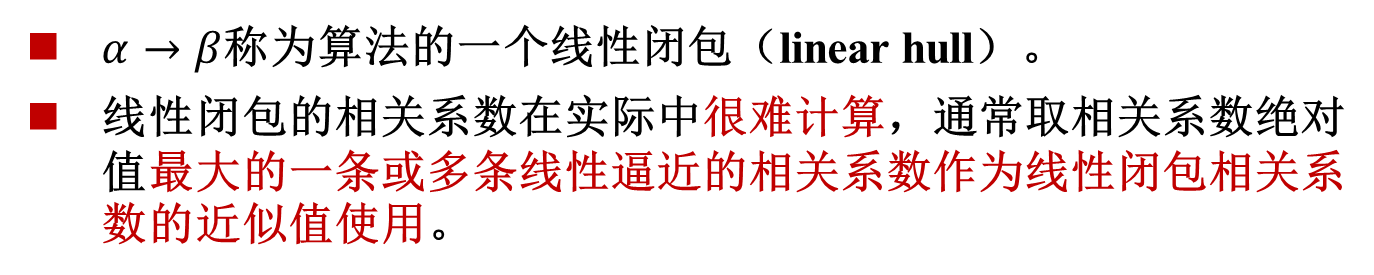 ■ 𝛼 → 𝛽称为算法的一个线性闭包（linear hull）。
■ 线性闭包的相关系数在实际中很难计算，通常取相关系数绝对
值最大的一条或多条线性逼近的相关系数作为线性闭包相关系
数的近似值使用。